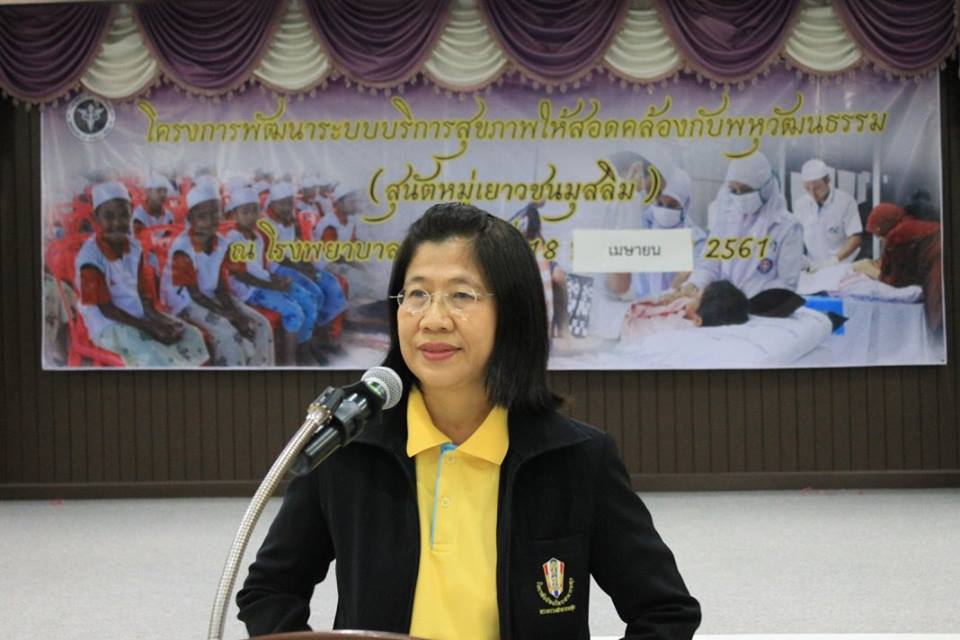 โครงการพัฒนาระบบบริการสุขภาพให้สอดคล้องกับพหุวัฒนธรรม
(สุนัตหมู่เยาวชนมุสลิม)
ณ โรงพยาบาล 18 เมษายน 2561